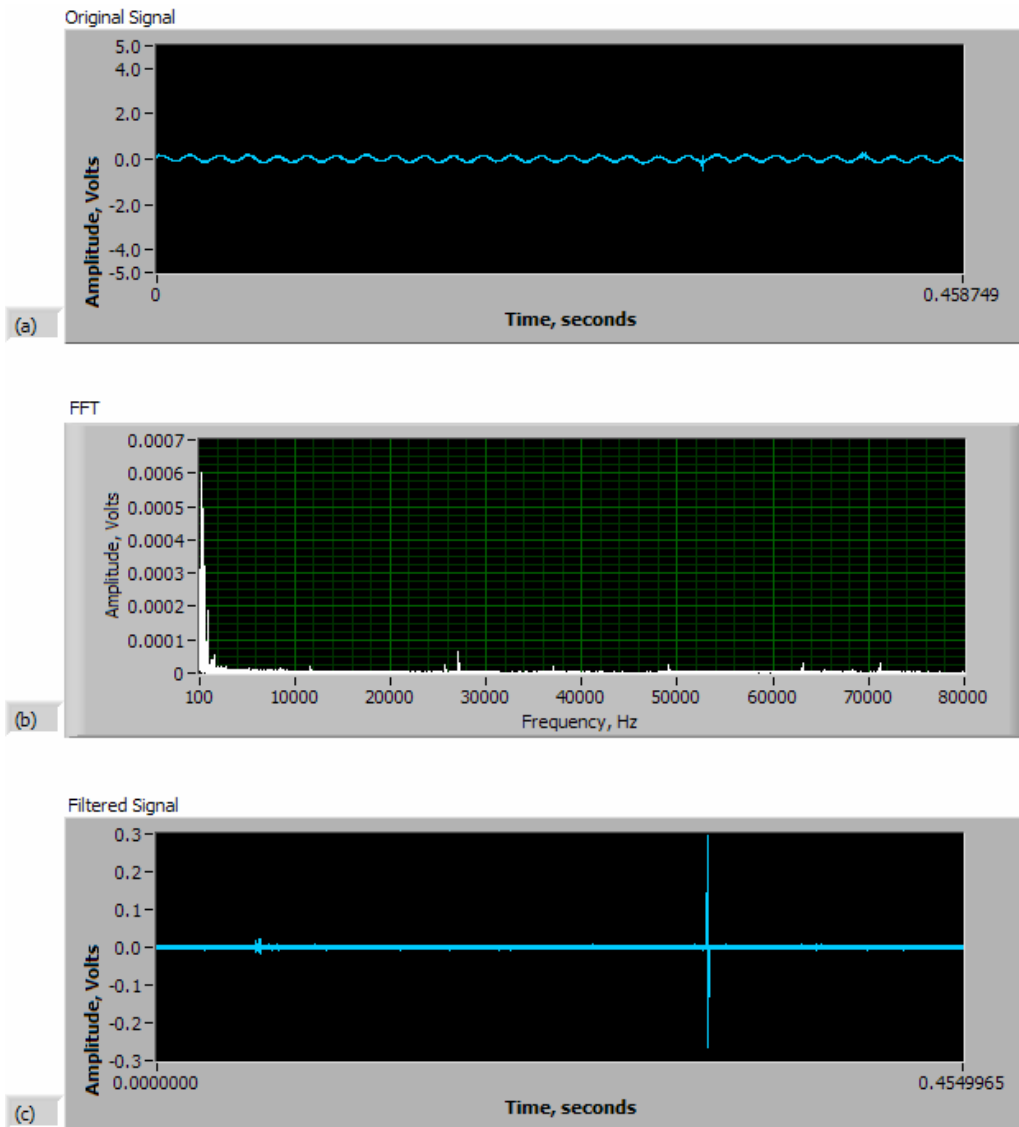 Original Signal
5.0
4.0
2.0
0.0
-2.0
-4.0
-5.0
Amplitude, Volts
0 0.458749
Time, seconds
(a)
FFT
0.0007
0.0006
0.0005
0.0004
0.0003
0.0002
0.0001
0
Amplitude, Volts
100 10000 20000 30000 40000 50000 60000 70000 80000
Frequency, Hz
(b)
Filtered Signal
0.3
0.2
0.1
0.0
-0.1
-0.2
-0.3
Amplitude, Volts
0.0000000 0.4549965
Time, seconds
(c)